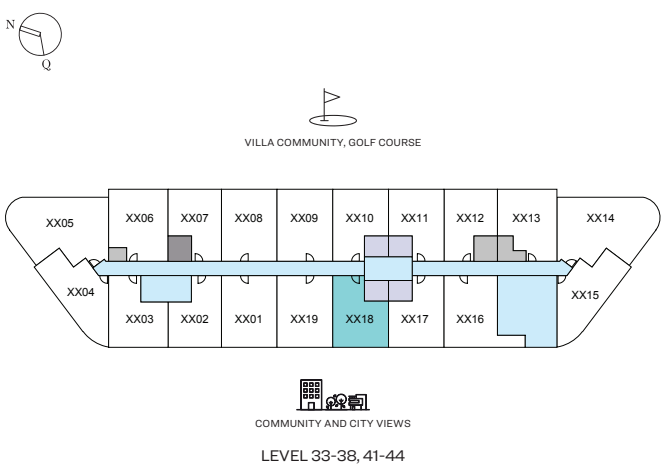 N
Q
VILLA COMMUNITY, GOLF COURSE
XX05 XX06 XX07 XX08 XX09 XX10 XX11 XX12 XX13 XX14
XX04 XX15
XX03 XX02 XX01 XX19 XX18 XX17 XX16
COMMUNITY AND CITY VIEWS
LEVEL 33-38, 41-44